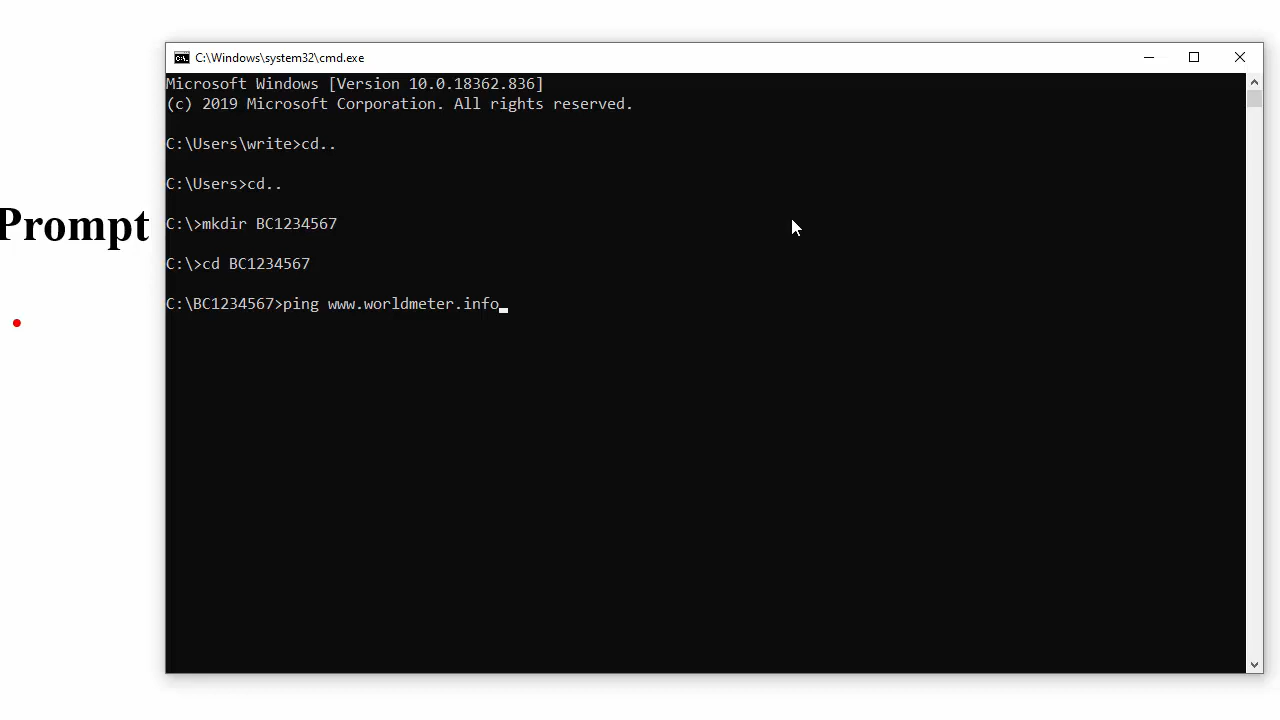 C:\Windows\system32\cmd.exe
Microsoft Windows [Version 10.0.18362.836]
(c) 2019 Microsoft Corporation. All rights reserved.
C:\Users\write>cd..
C:\Users>cd..
Prompt
C:\>mkdir BC1234567
C:\>cd BC1234567
C:\BC1234567>ping www.worldmeter.info